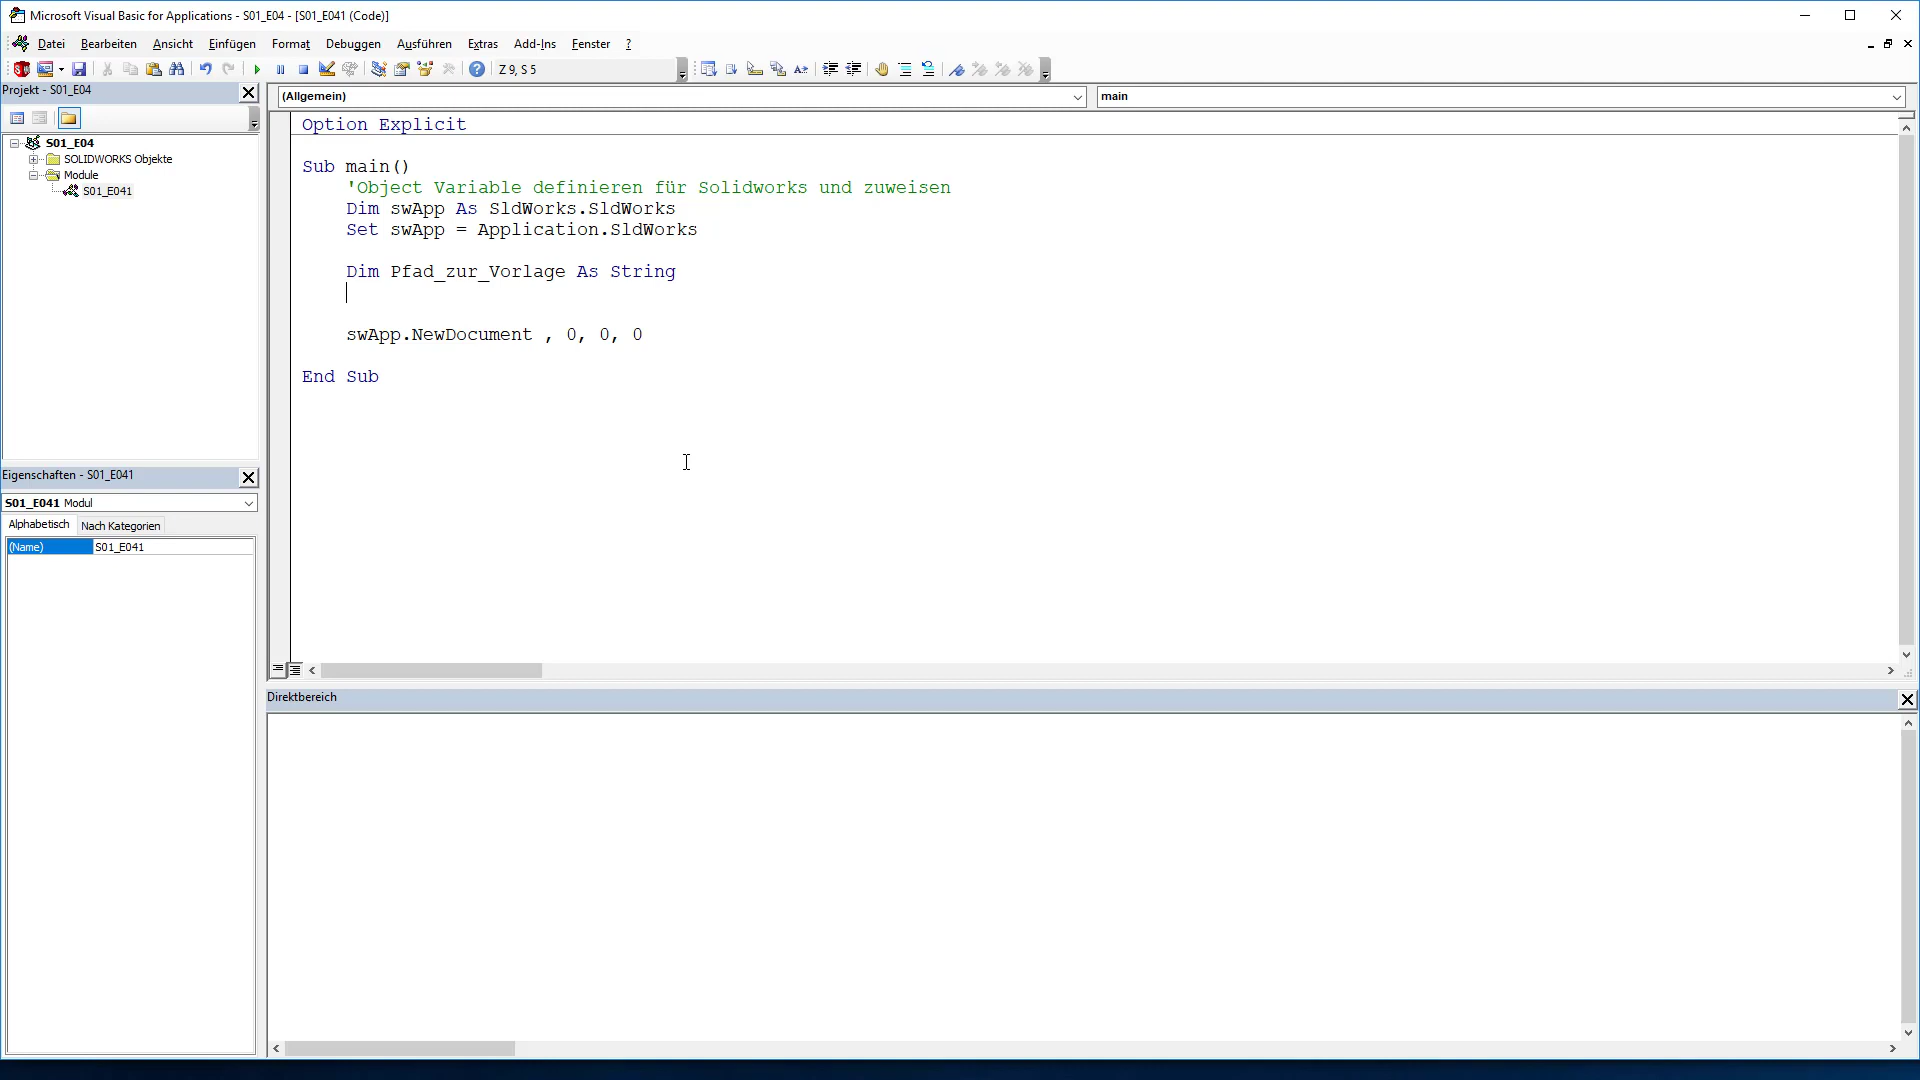 Microsoft Visual Basic for Applications - S01_E04 - [S01_E041 (Code)]
Datei Bearbeiten Ansicht Einfügen Format Debuggen Ausführen Extras Add-Ins Fenster ?
Z 9, S 5
Projekt - S01_E04
(Allgemein)
main
S01_E04
SOLIDWORKS Objekte
Module
S01_E041
Option Explicit
Sub main()
'Object Variable definieren für Solidworks und zuweisen
Dim swApp As SldWorks.SldWorks
Set swApp = Application.SldWorks
Dim Pfad_zur_Vorlage As String
swApp.NewDocument , 0, 0, 0
End Sub
Eigenschaften - S01_E041
S01_E041 Modul
Alphabetisch Nach Kategorien
(Name) S01_E041
Direktbereich